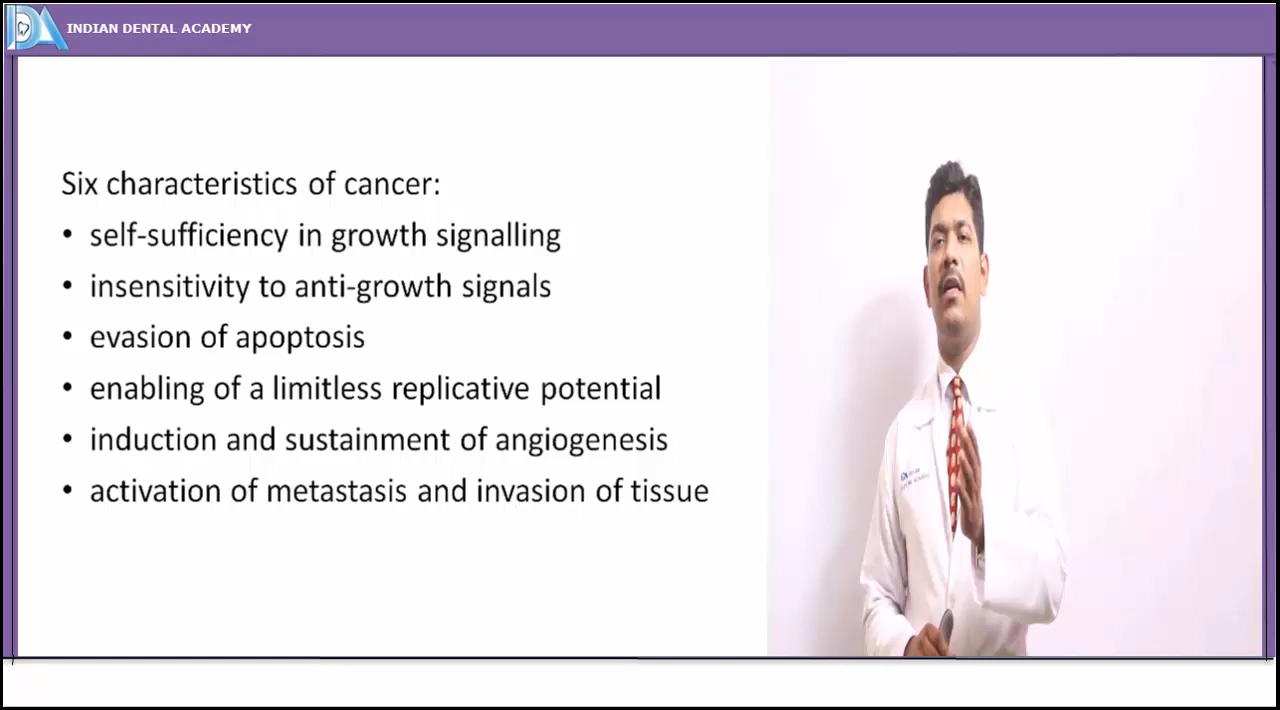 INDIAN DENTAL ACADEMY
Six characteristics of cancer:
• self-sufficiency in growth signalling
• insensitivity to anti-growth signals
• evasion of apoptosis
• enabling of a limitless replicative potential
• induction and sustainment of angiogenesis
• activation of metastasis and invasion of tissue